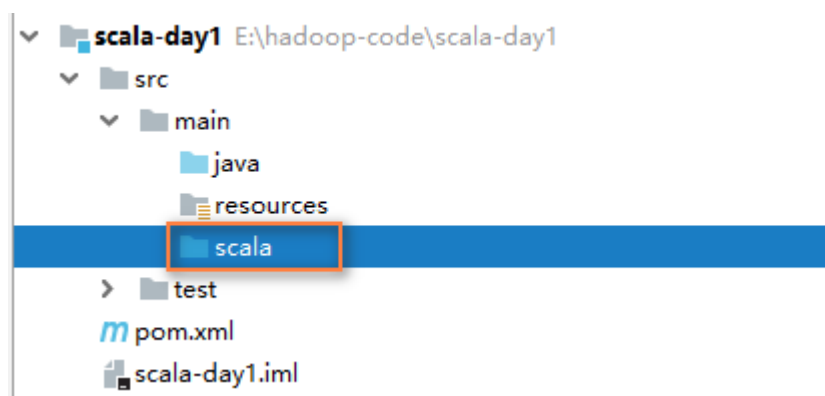 scala-day1 E:\hadoop-code\scala-day1
src
main
java
resources
scala
test
pom.xml
scala-day1.iml